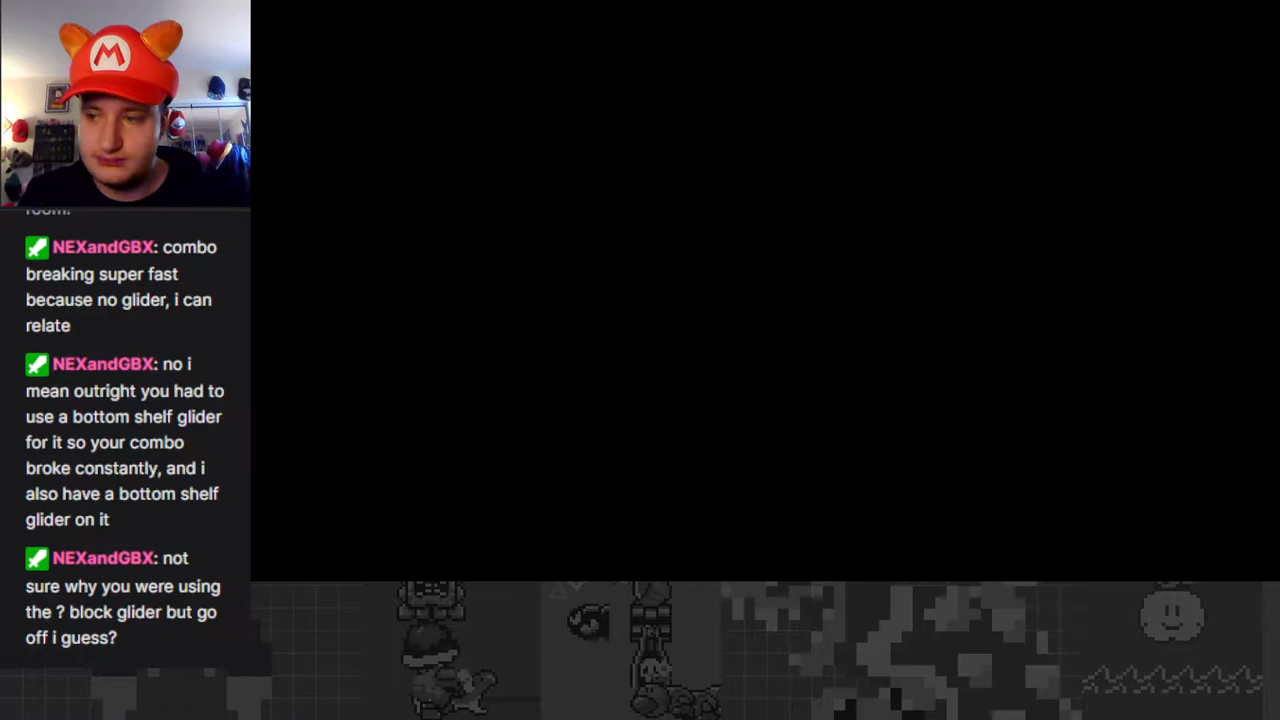 M
room.
NEXandGBX: combo
breaking super fast
because no glider, i can
relate
NEXandGBX: no i
mean outright you had to
use a bottom shelf glider
for it so your combo
broke constantly, and i
also have a bottom shelf
glider on it
NEXandGBX: not
sure why you were using
the ? block glider but go
off i guess?